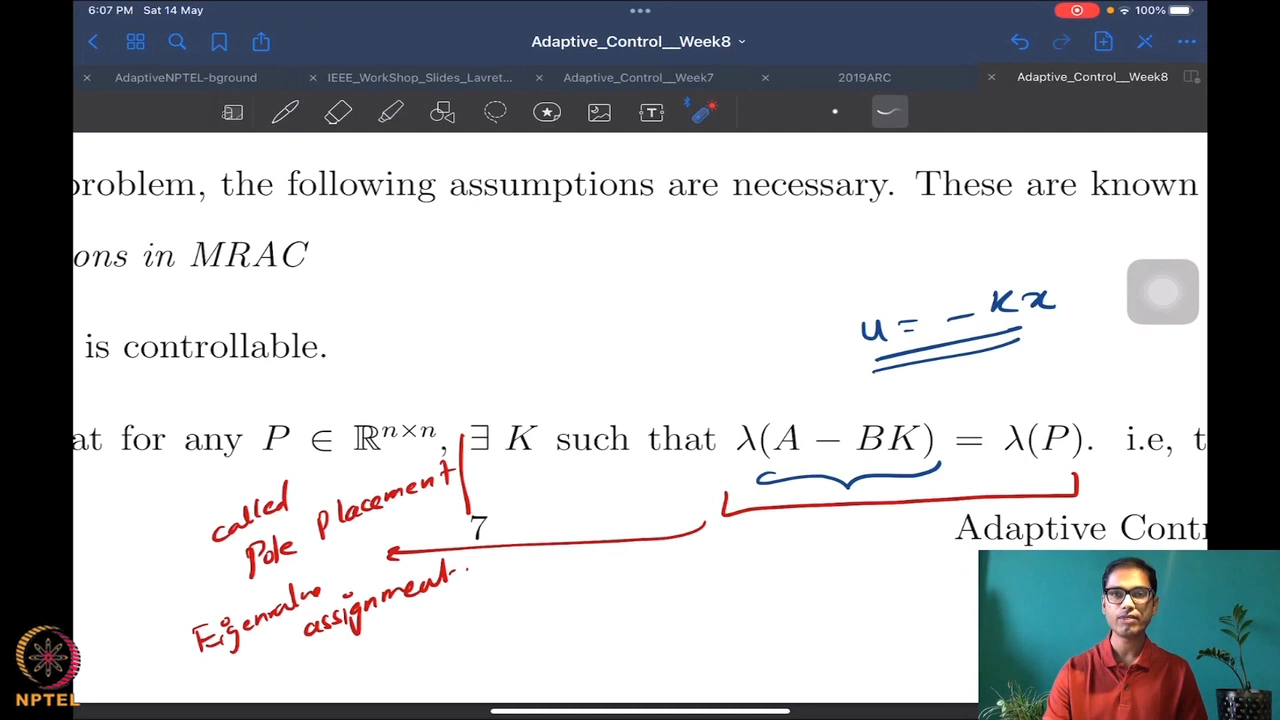 6:07 PM Sat 14 May
100%
Adaptive_Control__Week8
AdaptiveNPTEL-bground
IEEE_WorkShop_Slides_Lavret...
Adaptive_Control__Week7
2019ARC
Adaptive_Control__Week8
problem, the following assumptions are necessary. These are known
ons in MRAC
u = - Kx
is controllable.
at for any P ∈ ℝⁿˣⁿ, ∃ K such that λ(A − BK) = λ(P). i.e, t
called
pole placement
7
Adaptive Contr
Eigenvalue
assignment.
NPTEL